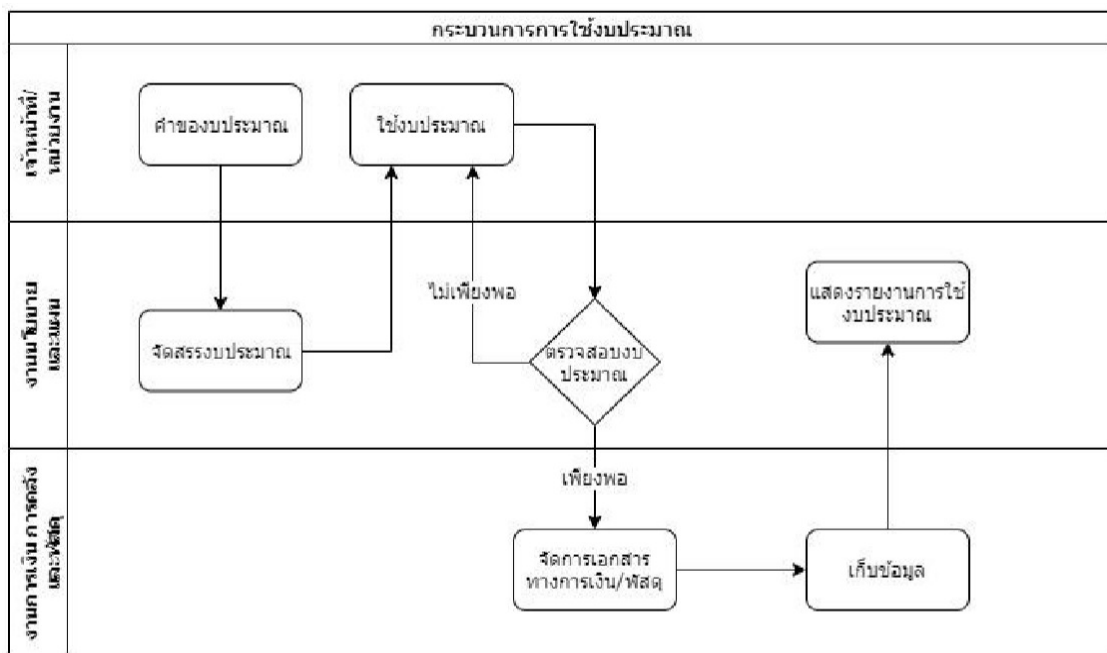 กระบวนการการใช้งบประมาณ
เจ้าหน้าที่/
หน่วยงาน
คำของบประมาณ
ใช้งบประมาณ
งานนโยบาย
และแผน
จัดสรรงบประมาณ
ไม่เพียงพอ
ตรวจสอบงบ
ประมาณ
แสดงรายงานการใช้
งบประมาณ
งานการเงิน การคลัง
และพัสดุ
เพียงพอ
จัดการเอกสาร
ทางการเงิน/พัสดุ
เก็บข้อมูล